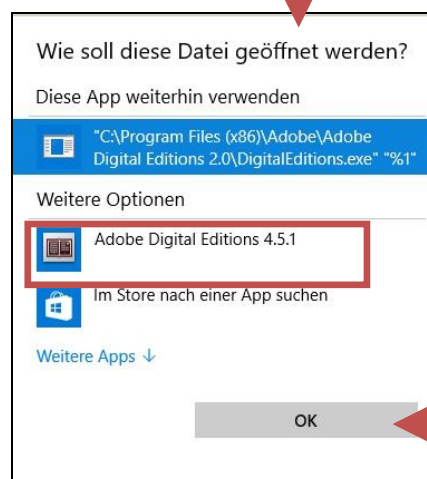 Wie soll diese Datei geöffnet werden?
Diese App weiterhin verwenden
"C:\Program Files (x86)\Adobe\Adobe
Digital Editions 2.0\DigitalEditions.exe" "%1"
Weitere Optionen
Adobe Digital Editions 4.5.1
Im Store nach einer App suchen
Weitere Apps ↓
OK